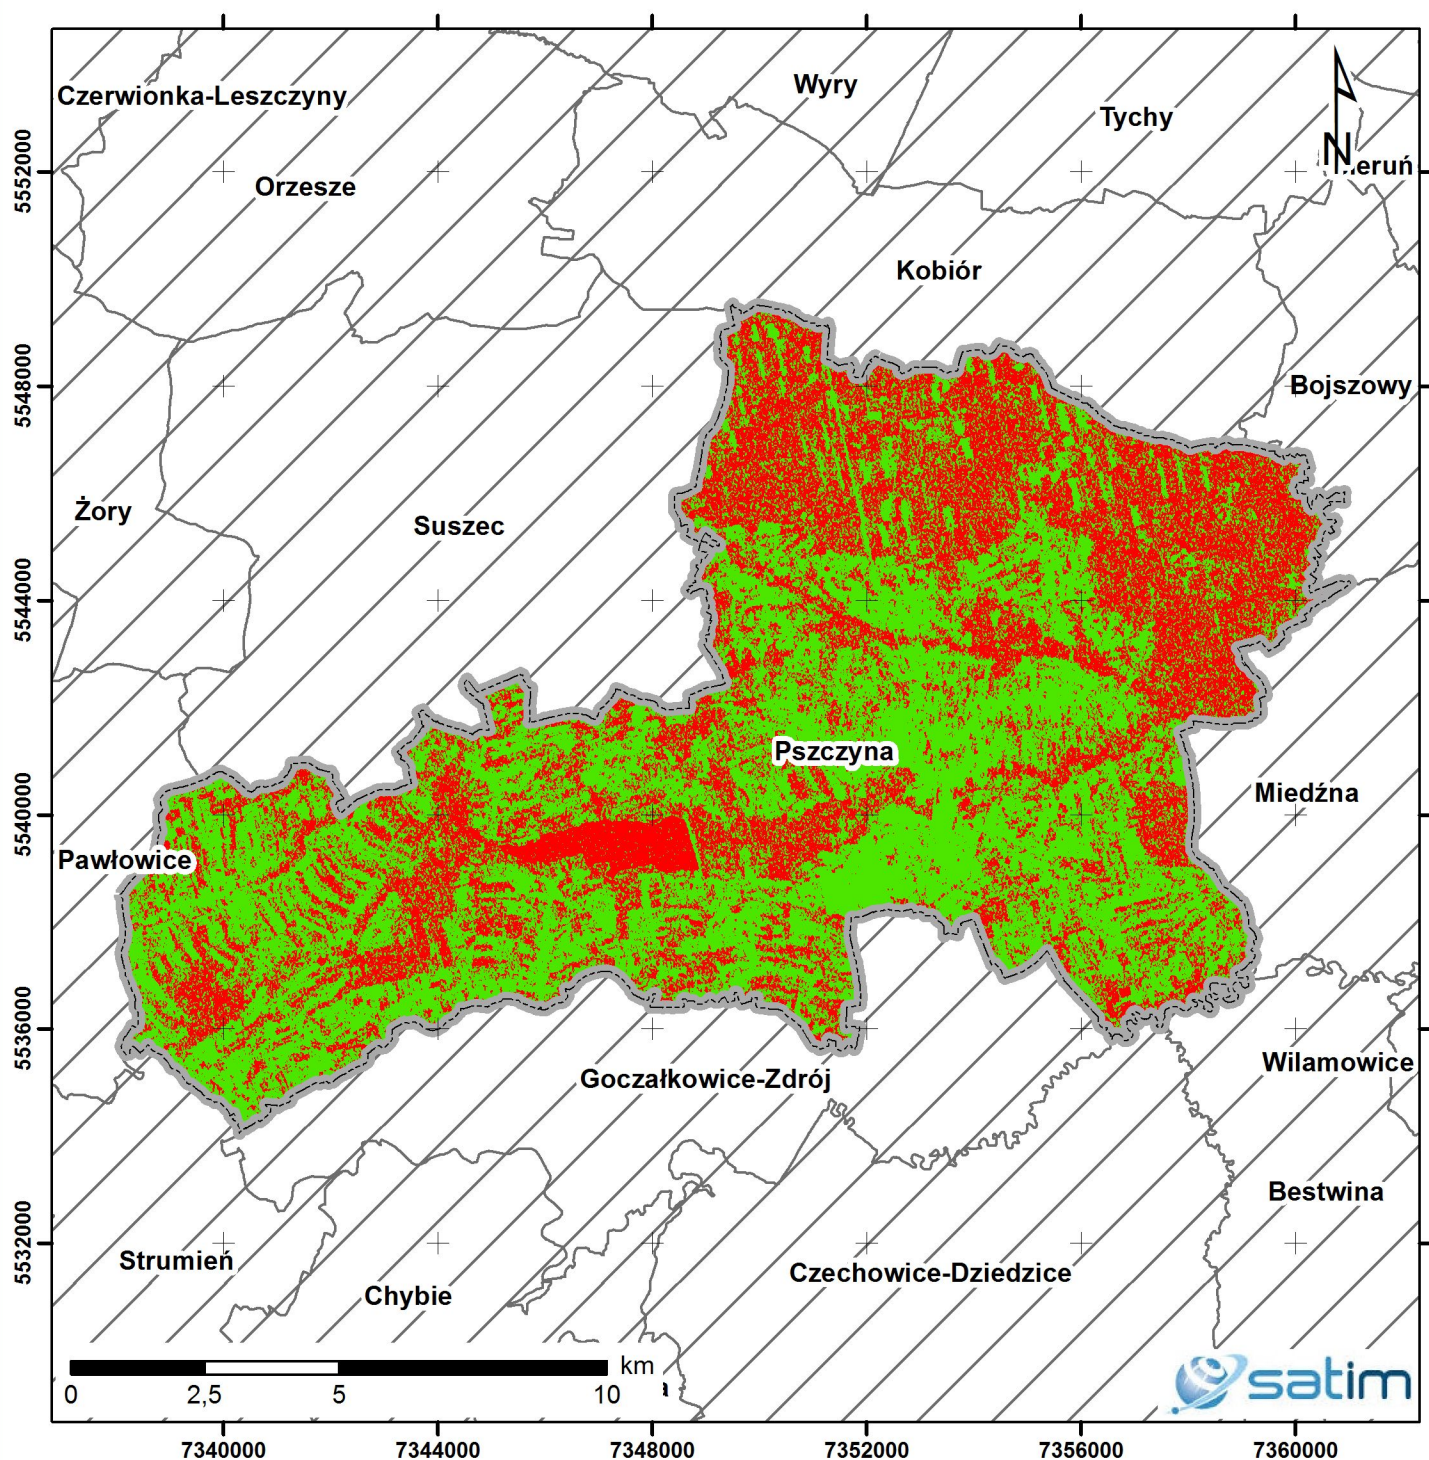 Wyry
Czerwionka-Leszczyny
Tychy
N
5552000
Orzesze
Kobiór
5548000
Bojszowy
Żory
Suszec
5544000
Pszczyna
Miedźna
5540000
Pawłowice
5536000
Wilamowice
Goczałkowice-Zdrój
Bestwina
5532000
Strumień
Czechowice-Dziedzice
Chybie
km
0 2,5 5 10
satim
7340000 7344000 7348000 7352000 7356000 7360000